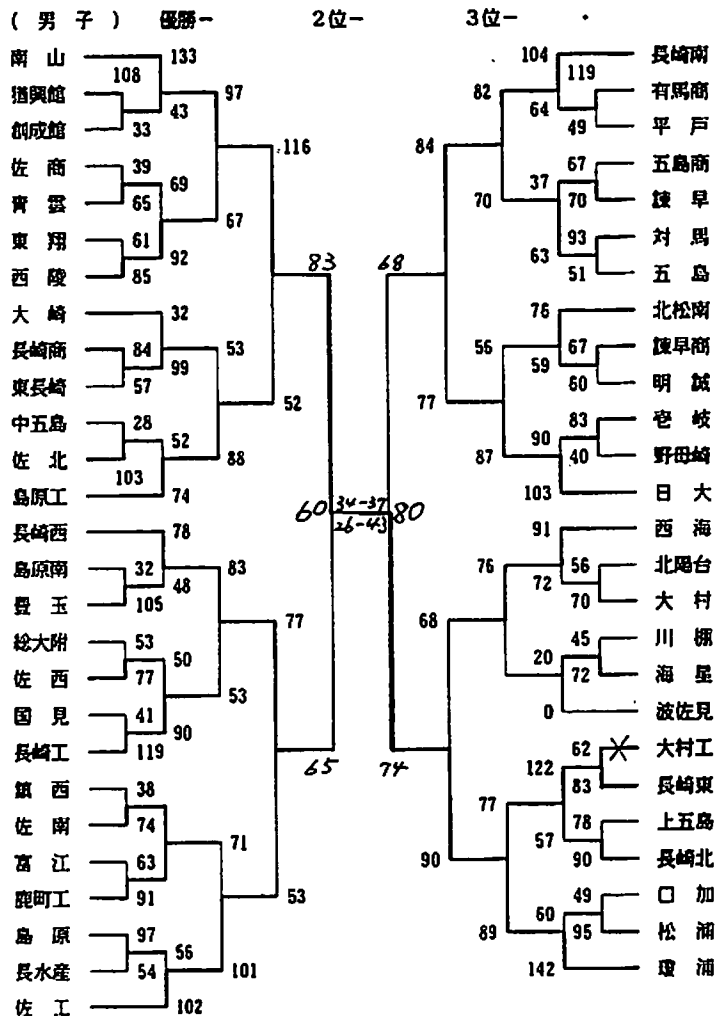 ( 男 子 ) 優勝ー 2位ー 3位ー
南 山 133 104 長崎南
108 119
猶興館 43 97 82 64 有馬商
創成館 33 49 平 戸
116 84
佐 商 39 67 五島商
69 37
青 雲 65 70 諫 早
67 70
東 翔 61 93 対 馬
92 63
西 陵 85 51 五 島
83 68
大 崎 32 76 北松南
長崎商 84 53 56 67 諫早商
99 59
東長崎 57 60 明 誠
52 77
中五島 28 83 壱 岐
52 90
佐 北 88 87 40 野母崎
103
島原工 74 103 日 大
60 34-37 80
26-43
長崎西 78 91 西 海
島原南 32 83 76 56 北陽台
48 72
豊 玉 105 70 大 村
77 68
総大附 53 45 川 棚
50 20
佐 西 77 72 海 星
53
国 見 41 0 波佐見
90
長崎工 119 62 大村工
65 74
122
鎮 西 38 83 長崎東
佐 南 74 71 77 78 上五島
57
富 江 63 90 長崎北
53 90
鹿町工 91 49 口 加
60
島 原 97 89 95 松 浦
56 101
長水産 54 142 瓊 浦
佐 工 102